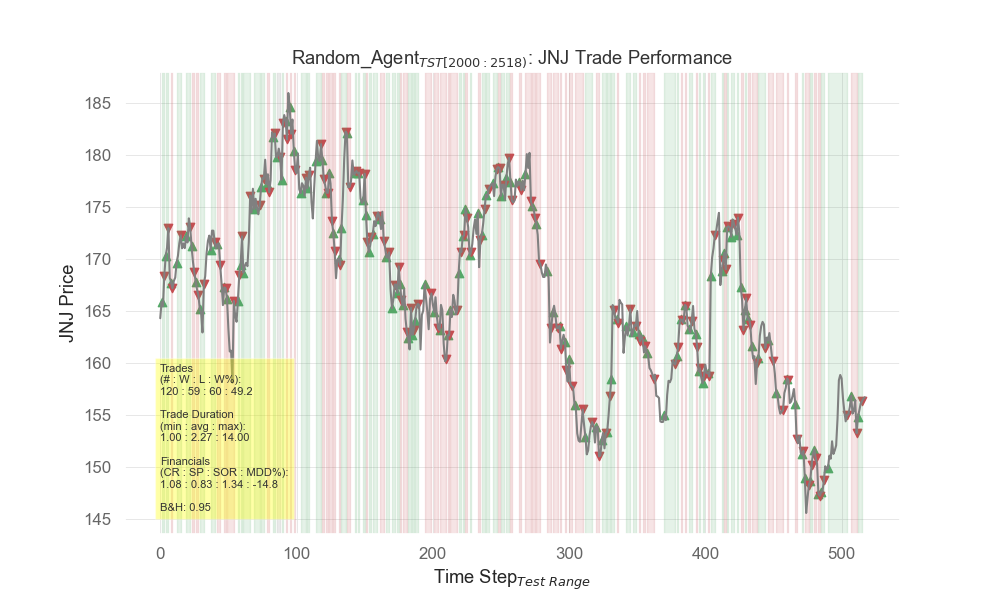 Random_Agent TST[2000:2518]: JNJ Trade Performance
185
180
175
170
165
160
155
150
145
JNJ Price
Trades
(# : W : L : W%):
120 : 59 : 60 : 49.2
Trade Duration
(min : avg : max):
1.00 : 2.27 : 14.00
Financials
(CR : SP : SOR : MDD%):
1.08 : 0.83 : 1.34 : -14.8
B&H: 0.95
0 100 200 300 400 500
Time Step Test Range